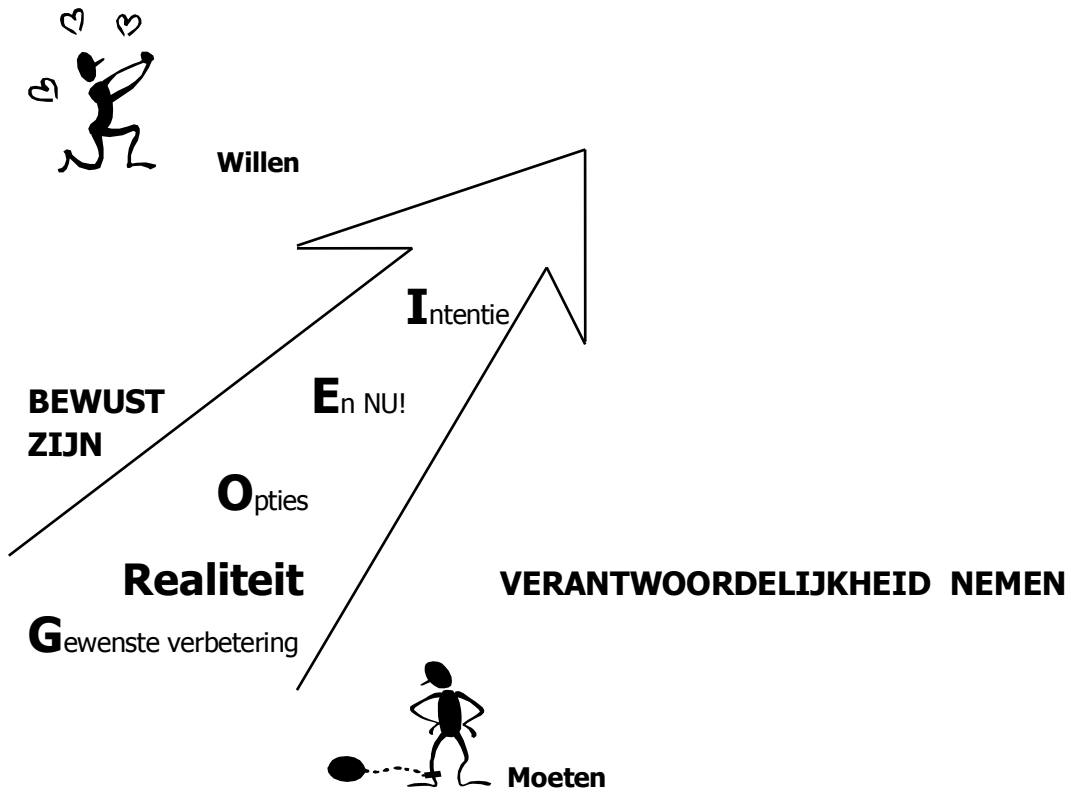 Willen
Intentie
En NU!
BEWUST
ZIJN
Opties
Realiteit
VERANTWOORDELIJKHEID NEMEN
Gewenste verbetering
Moeten